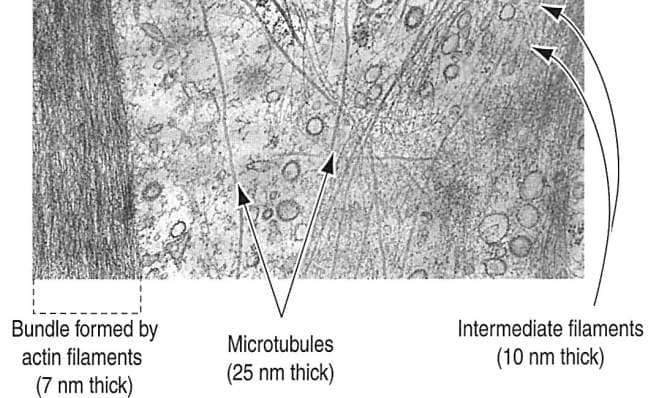 Bundle formed by
actin filaments
(7 nm thick)
Microtubules
(25 nm thick)
Intermediate filaments
(10 nm thick)